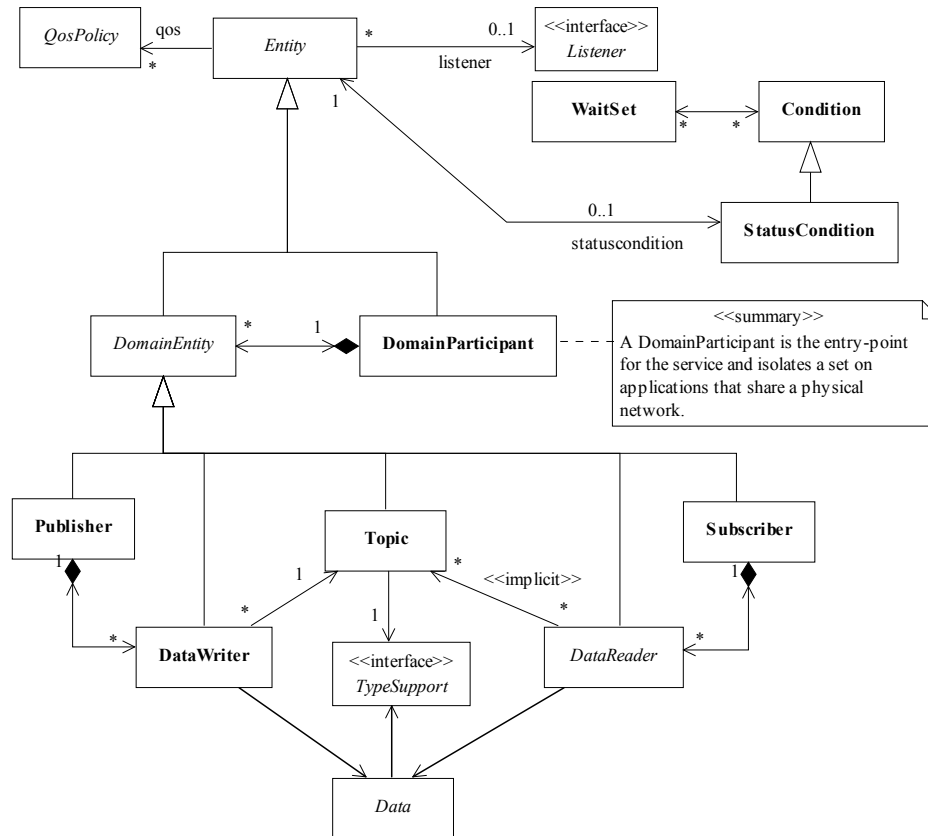 QosPolicy
qos
*
Entity
*
0..1
listener
<<interface>>
Listener
1
WaitSet
*
*
Condition
0..1
statuscondition
StatusCondition
DomainEntity
*
1
DomainParticipant
<<summary>>
A DomainParticipant is the entry-point
for the service and isolates a set on
applications that share a physical
network.
Publisher
1
Topic
Subscriber
1
1
*
<<implicit>>
*
*
*
DataWriter
1
<<interface>>
TypeSupport
DataReader
*
Data